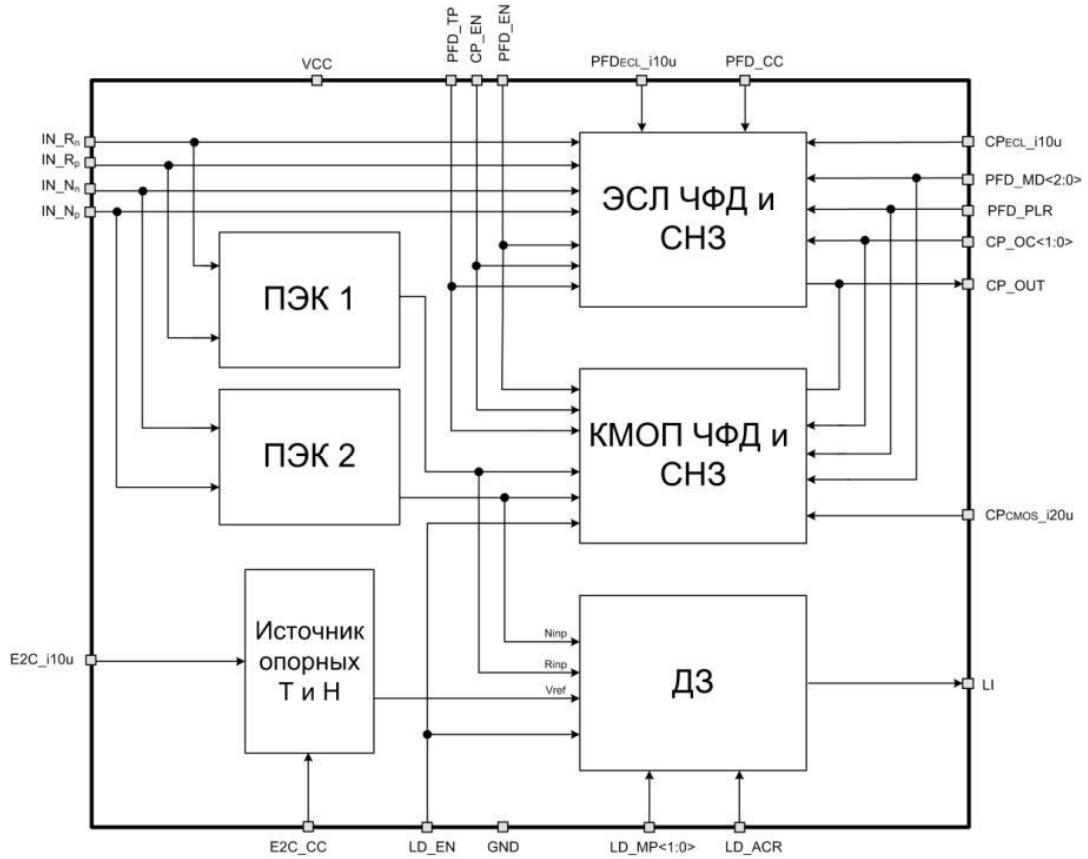 PFD_TP
CP_EN
PFD_EN
VCC
PFDECL_i10u
PFD_CC
IN_Rn
IN_Rp
IN_Nn
IN_Np
ЭСЛ ЧФД и
СНЗ
CPECL_i10u
PFD_MD<2:0>
PFD_PLR
CP_OC<1:0>
CP_OUT
ПЭК 1
ПЭК 2
КМОП ЧФД и
СНЗ
CPCMOS_i20u
E2C_i10u
Источник
опорных
Т и Н
Ninp
Rinp
Vref
ДЗ
LI
E2C_CC
LD_EN
GND
LD_MP<1:0>
LD_ACR